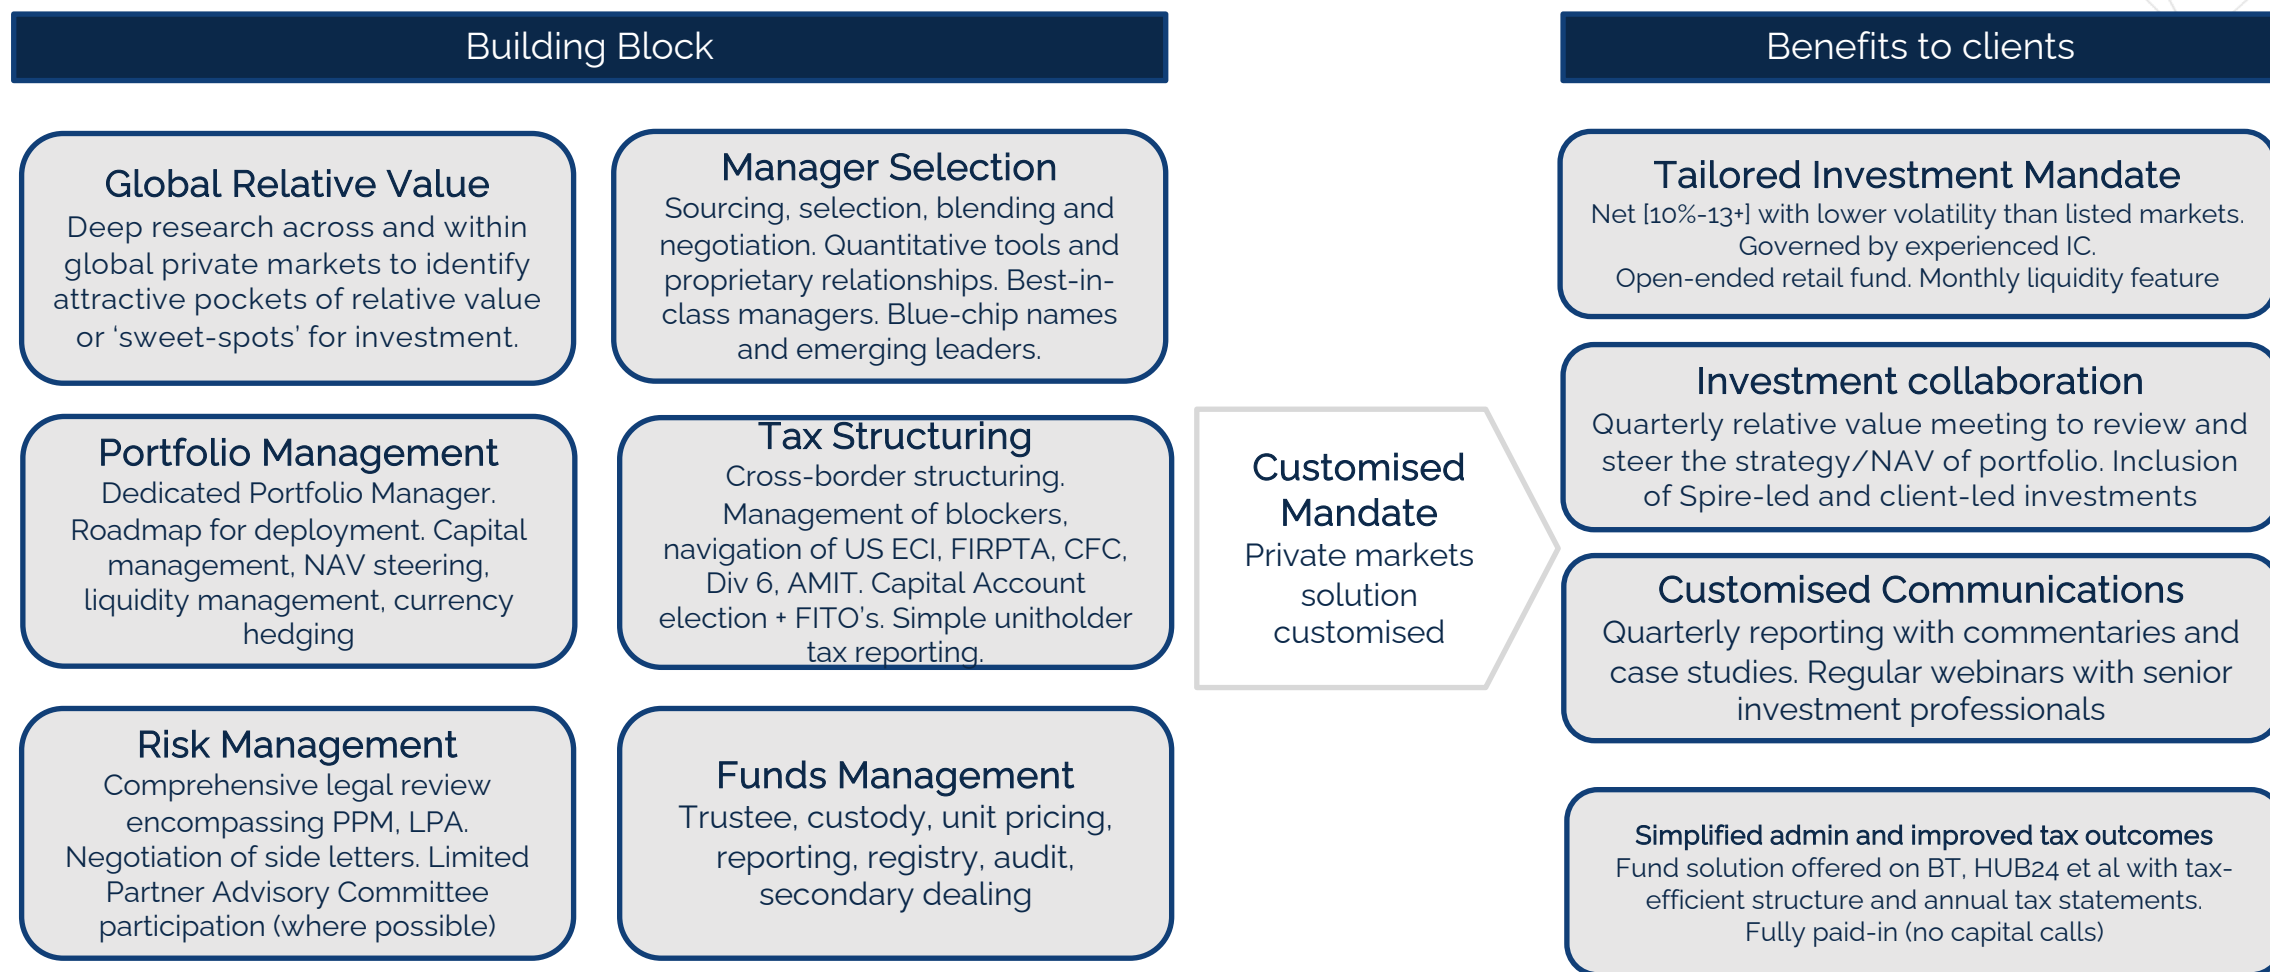 Building Block
Benefits to clients
Global Relative Value
Deep research across and within
global private markets to identify
attractive pockets of relative value
or ‘sweet-spots’ for investment.
Manager Selection
Sourcing, selection, blending and
negotiation. Quantitative tools and
proprietary relationships. Best-in-
class managers. Blue-chip names
and emerging leaders.
Portfolio Management
Dedicated Portfolio Manager.
Roadmap for deployment. Capital
management, NAV steering,
liquidity management, currency
hedging
Tax Structuring
Cross-border structuring.
Management of blockers,
navigation of US ECI, FIRPTA, CFC,
Div 6, AMIT. Capital Account
election + FITO’s. Simple unitholder
tax reporting.
Risk Management
Comprehensive legal review
encompassing PPM, LPA.
Negotiation of side letters. Limited
Partner Advisory Committee
participation (where possible)
Funds Management
Trustee, custody, unit pricing,
reporting, registry, audit,
secondary dealing
Customised
Mandate
Private markets
solution
customised
Tailored Investment Mandate
Net [10%-13+] with lower volatility than listed markets.
Governed by experienced IC.
Open-ended retail fund. Monthly liquidity feature
Investment collaboration
Quarterly relative value meeting to review and
steer the strategy/NAV of portfolio. Inclusion
of Spire-led and client-led investments
Customised Communications
Quarterly reporting with commentaries and
case studies. Regular webinars with senior
investment professionals
Simplified admin and improved tax outcomes
Fund solution offered on BT, HUB24 et al with tax-
efficient structure and annual tax statements.
Fully paid-in (no capital calls)